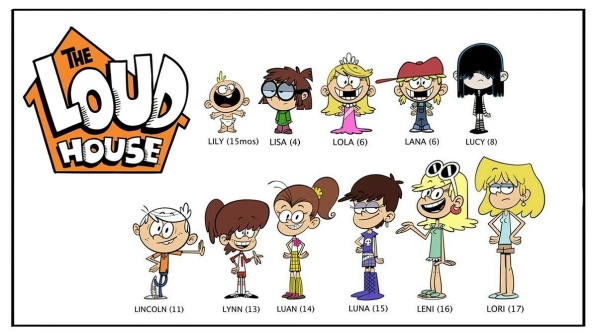 THE
LOUD
HOUSE
LILY (15mos)
LISA (4)
LOLA (6)
LANA (6)
LUCY (8)
LINCOLN (11)
LYNN (13)
LUAN (14)
LUNA (15)
LENI (16)
LORI (17)